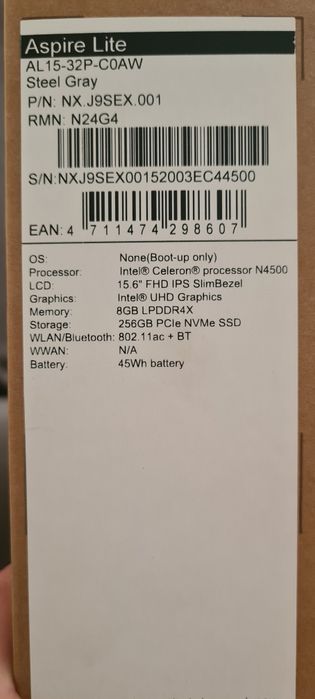 Aspire Lite
AL15-32P-C0AW
Steel Gray
P/N: NX.J9SEX.001
RMN: N24G4
S/N:NXJ9SEX00152003EC44500
EAN: 4 711474 298607
OS: None(Boot-up only)
Processor: Intel® Celeron® processor N4500
LCD: 15.6" FHD IPS SlimBezel
Graphics: Intel® UHD Graphics
Memory: 8GB LPDDR4X
Storage: 256GB PCIe NVMe SSD
WLAN/Bluetooth: 802.11ac + BT
WWAN: N/A
Battery: 45Wh battery